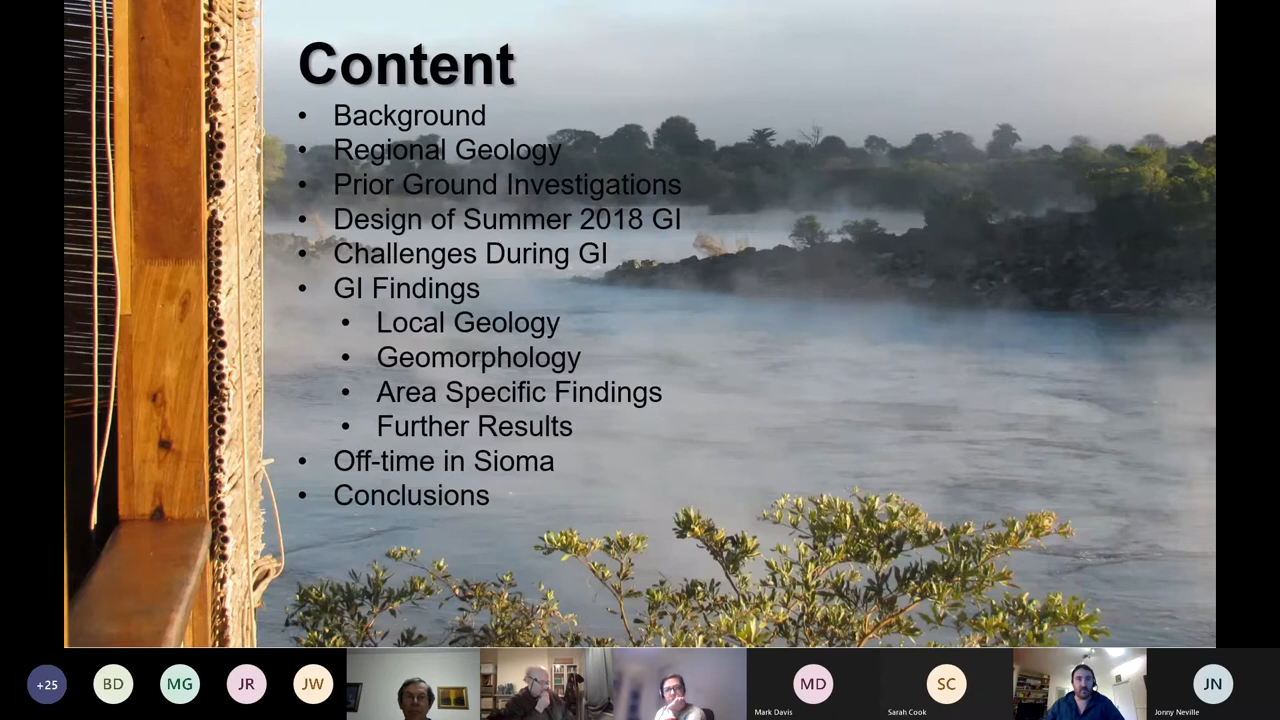 Content
• Background
• Regional Geology
• Prior Ground Investigations
• Design of Summer 2018 GI
• Challenges During GI
• GI Findings
• Local Geology
• Geomorphology
• Area Specific Findings
• Further Results
• Off-time in Sioma
• Conclusions
+25
BD
MG
JR
JW
MD
Mark Davis
SC
Sarah Cook
JN
Jonny Neville